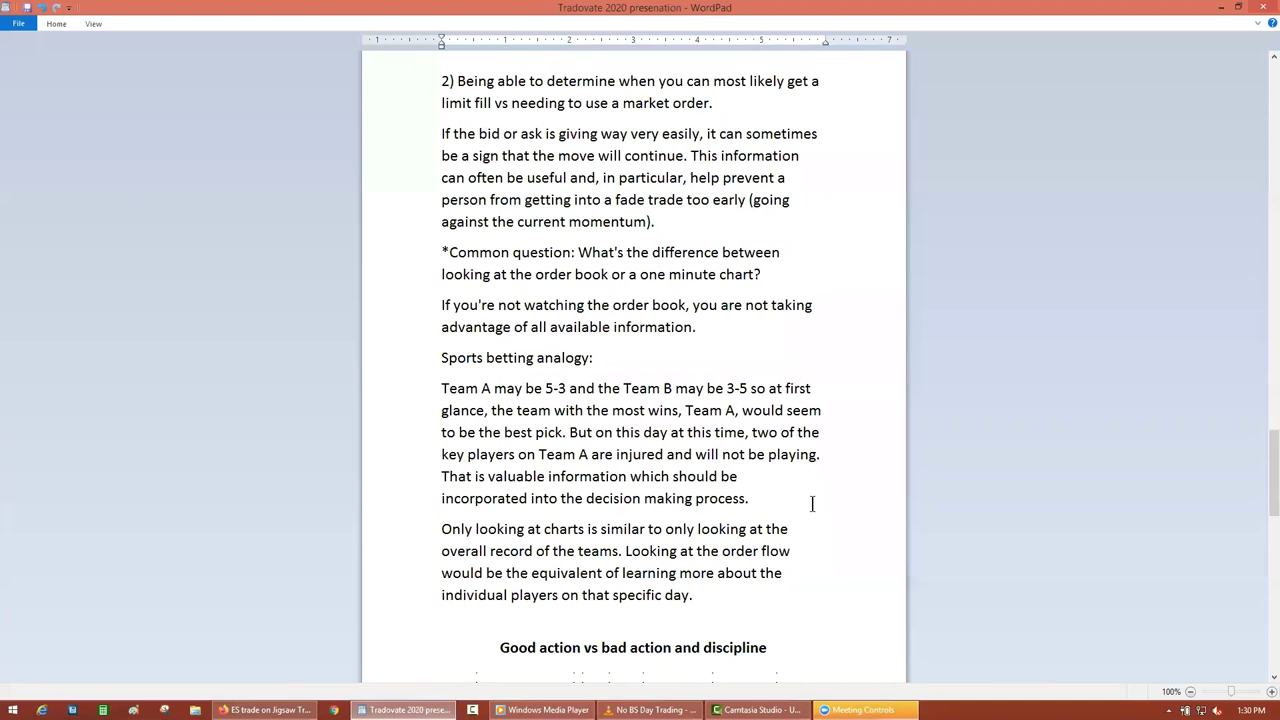 Tradovate 2020 presenation - WordPad
File Home View
1 1 2 3 4 5 7
2) Being able to determine when you can most likely get a
limit fill vs needing to use a market order.
If the bid or ask is giving way very easily, it can sometimes
be a sign that the move will continue. This information
can often be useful and, in particular, help prevent a
person from getting into a fade trade too early (going
against the current momentum).
*Common question: What's the difference between
looking at the order book or a one minute chart?
If you're not watching the order book, you are not taking
advantage of all available information.
Sports betting analogy:
Team A may be 5-3 and the Team B may be 3-5 so at first
glance, the team with the most wins, Team A, would seem
to be the best pick. But on this day at this time, two of the
key players on Team A are injured and will not be playing.
That is valuable information which should be
incorporated into the decision making process.
Only looking at charts is similar to only looking at the
overall record of the teams. Looking at the order flow
would be the equivalent of learning more about the
individual players on that specific day.
Good action vs bad action and discipline
100%
ES trade on Jigsaw Tr... Tradovate 2020 prese... Windows Media Player No BS Day Trading - ... Camtasia Studio - U... Meeting Controls 1:30 PM